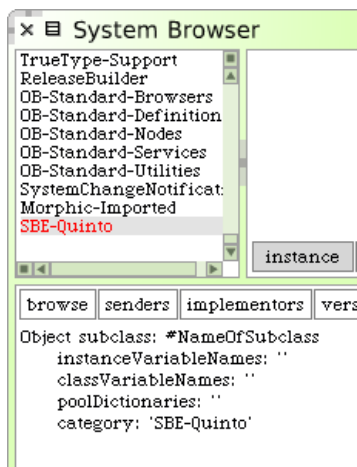 System Browser
TrueType-Support
ReleaseBuilder
OB-Standard-Browsers
OB-Standard-Definition
OB-Standard-Nodes
OB-Standard-Services
OB-Standard-Utilities
SystemChangeNotificat
Morphic-Imported
SBE-Quinto
instance
browse senders implementors vers
Object subclass: #NameOfSubclass
instanceVariableNames: ''
classVariableNames: ''
poolDictionaries: ''
category: 'SBE-Quinto'